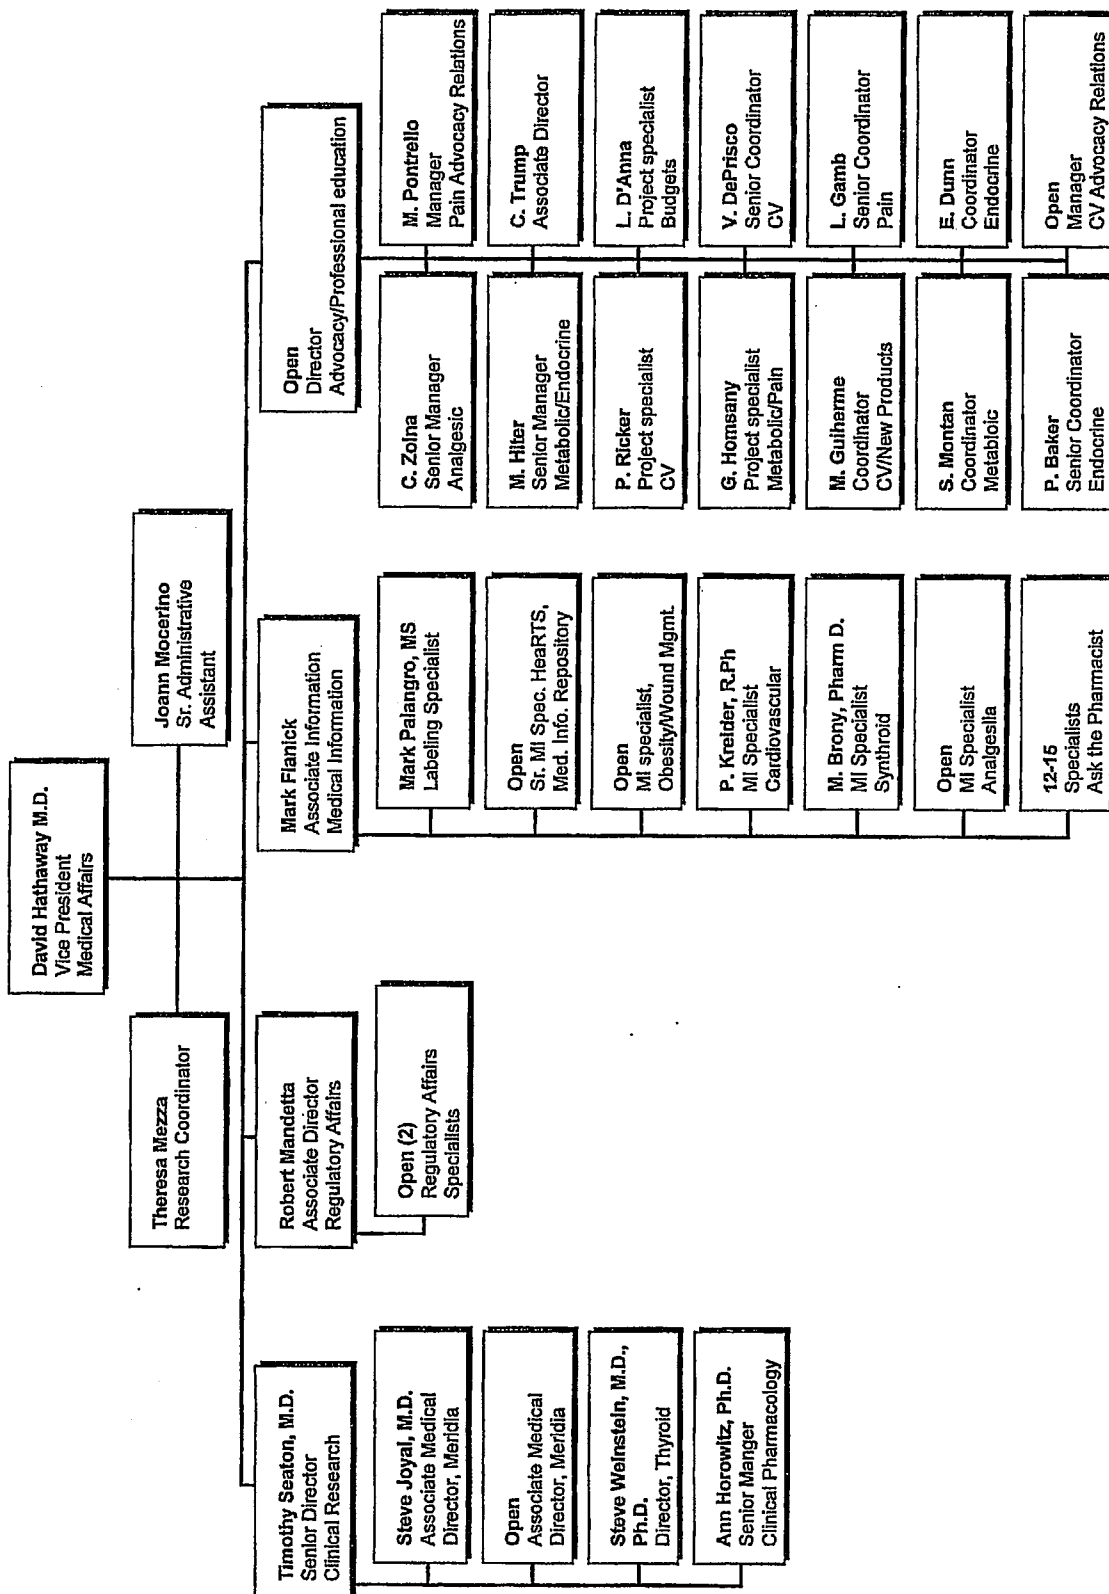 David Hathaway M.D.
Vice President
Medical Affairs
Theresa Mezza
Research Coordinator
Joann Mocerino
Sr. Administrative
Assistant
Timothy Seaton, M.D.
Senior Director
Clinical Research
Steve Joyal, M.D.
Associate Medical
Director, Meridia
Open
Associate Medical
Director, Meridia
Steve Weinstein, M.D.,
Ph.D.
Director, Thyroid
Ann Horowitz, Ph.D.
Senior Manger
Clinical Pharmacology
Robert Mandetta
Associate Director
Regulatory Affairs
Open (2)
Regulatory Affairs
Specialists
Mark Flanick
Associate Information
Medical Information
Mark Palangro, MS
Labeling Specialist
Open
Sr. MI Spec. HeaRTS,
Med. Info. Repository
Open
MI specialist,
Obesity/Wound Mgmt.
P. Kreider, R.Ph
MI Specialist
Cardiovascular
M. Brony, Pharm D.
MI Specialist
Synthroid
Open
MI Specialist
Analgesiia
12-15
Specialists
Ask the Pharmacist
Open
Director
Advocacy/Professional education
C. Zolna
Senior Manager
Analgesic
M. Pontrello
Manager
Pain Advocacy Relations
M. Hiter
Senior Manager
Metabolic/Endocrine
C. Trump
Associate Director
P. Ricker
Project specialist
CV
L. D'Anna
Project specialist
Budgets
G. Homsany
Project specialist
Metabolic/Pain
V. DePrisco
Senior Coordinator
CV
M. Guiherme
Coordinator
CV/New Products
L. Gamb
Senior Coordinator
Pain
S. Montan
Coordinator
Metabloic
E. Dunn
Coordinator
Endocrine
P. Baker
Senior Coordinator
Endocrine
Open
Manager
CV Advocacy Relations